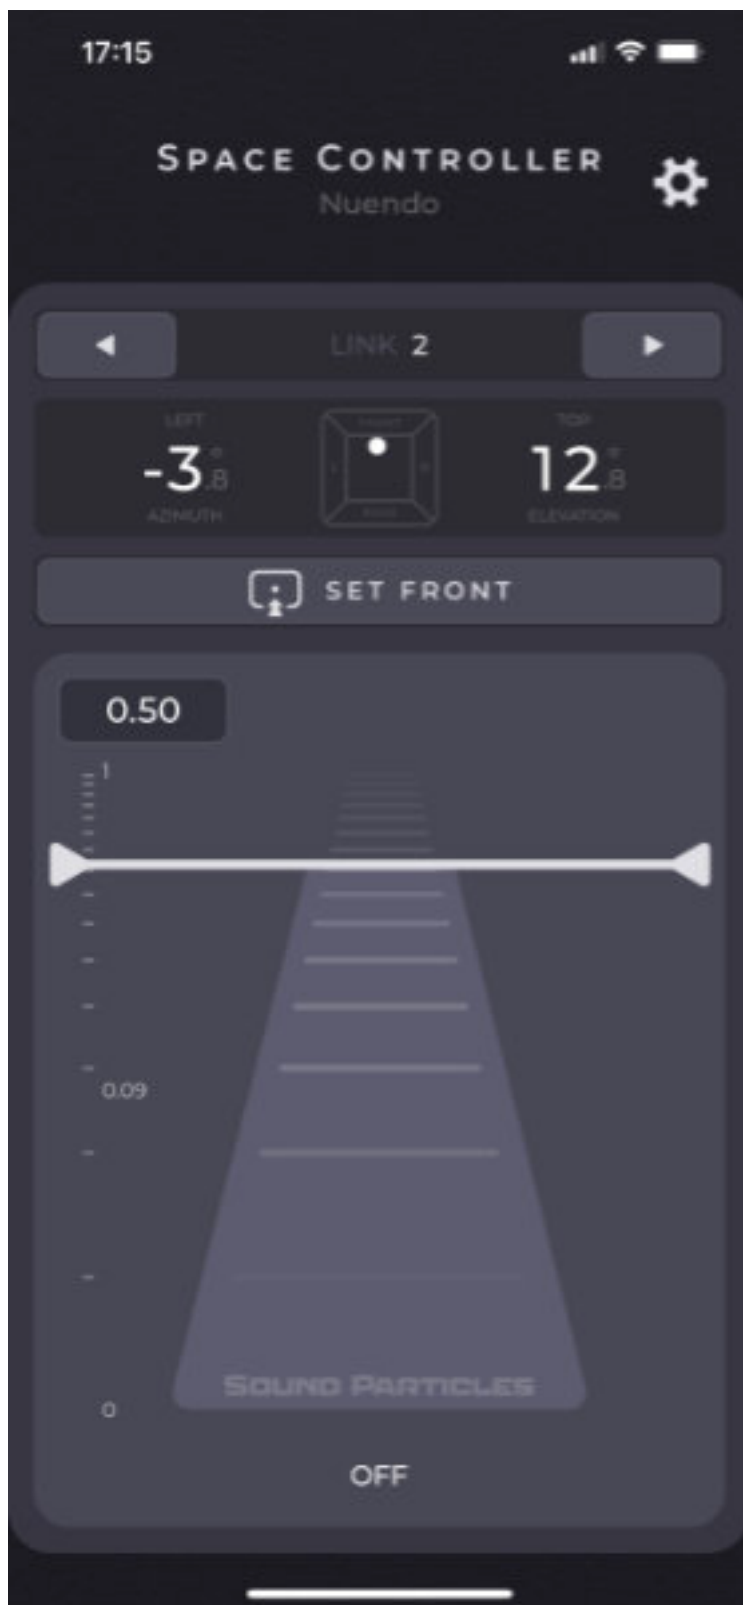 17:15
SPACE CONTROLLER
Nuendo
LINK 2
LEFT
TOP
FRONT
-3.8°
12.8°
AZIMUTH
ELEVATION
SET FRONT
0.50
1
0.09
SOUND PARTICLES
0
OFF